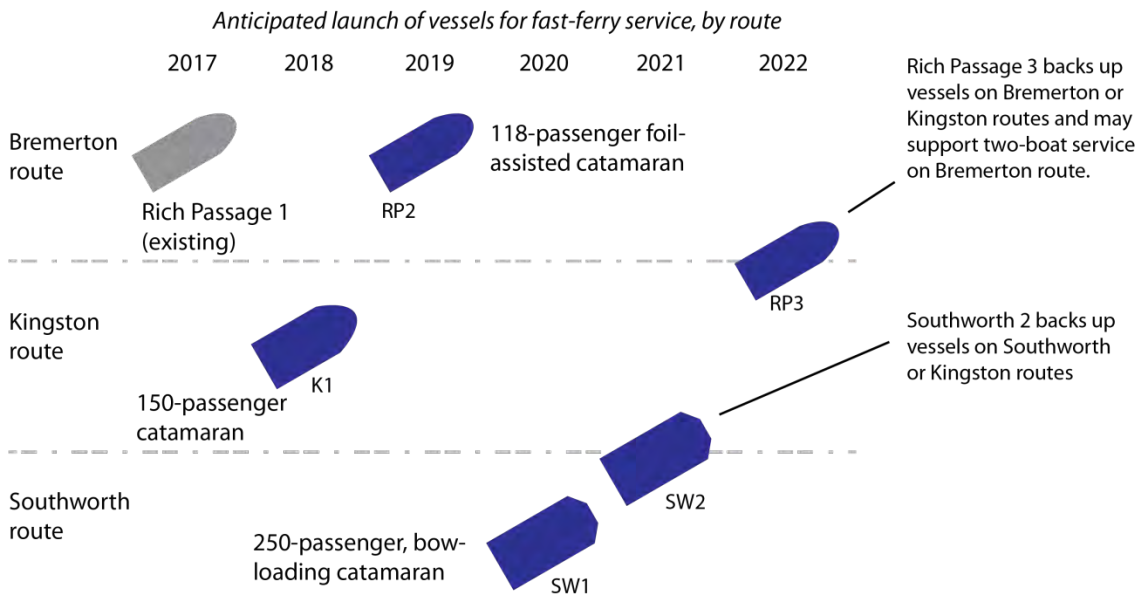 Anticipated launch of vessels for fast-ferry service, by route
2017 2018 2019 2020 2021 2022
Rich Passage 3 backs up
vessels on Bremerton or
Kingston routes and may
support two-boat service
on Bremerton route.
Bremerton
route
118-passenger foil-
assisted catamaran
Rich Passage 1
(existing)
RP2
RP3
Kingston
route
K1
150-passenger
catamaran
Southworth 2 backs up
vessels on Southworth
or Kingston routes
Southworth
route
SW2
250-passenger, bow-
loading catamaran
SW1